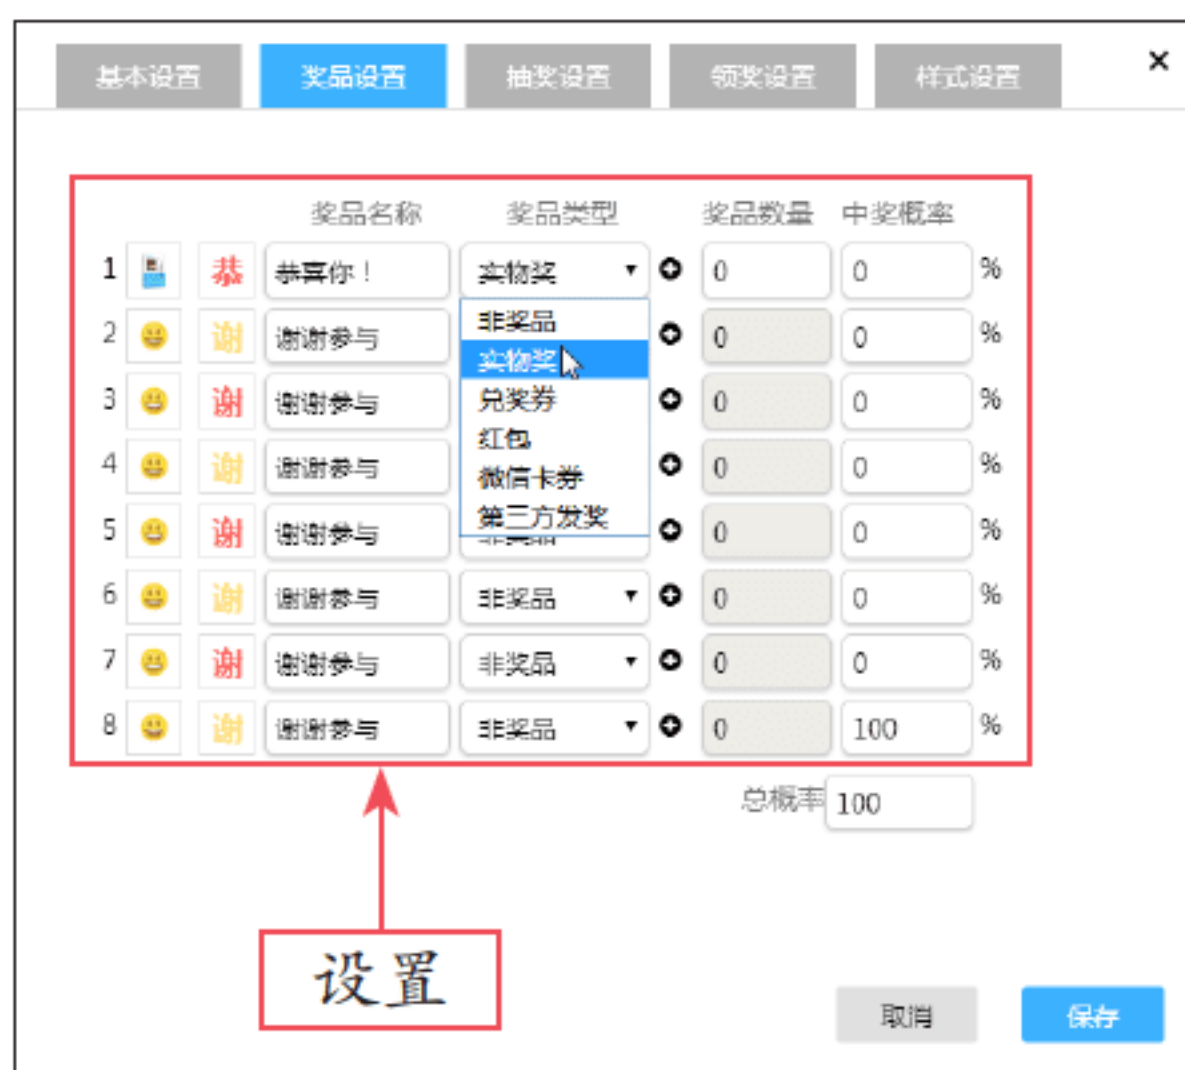 基本设置 奖品设置 抽奖设置 领奖设置 样式设置 ×
奖品名称 奖品类型 奖品数量 中奖概率
1 恭 恭喜你！ 实物奖 0 0 %
2 谢 谢谢参与 非奖品 0 0 %
实物奖
3 谢 谢谢参与 兑奖券 0 0 %
红包
4 谢 谢谢参与 微信卡券 0 0 %
5 谢 谢谢参与 第三方发奖 0 0 %
6 谢 谢谢参与 非奖品 0 0 %
7 谢 谢谢参与 非奖品 0 0 %
8 谢 谢谢参与 非奖品 0 100 %
总概率 100
设置
取消 保存